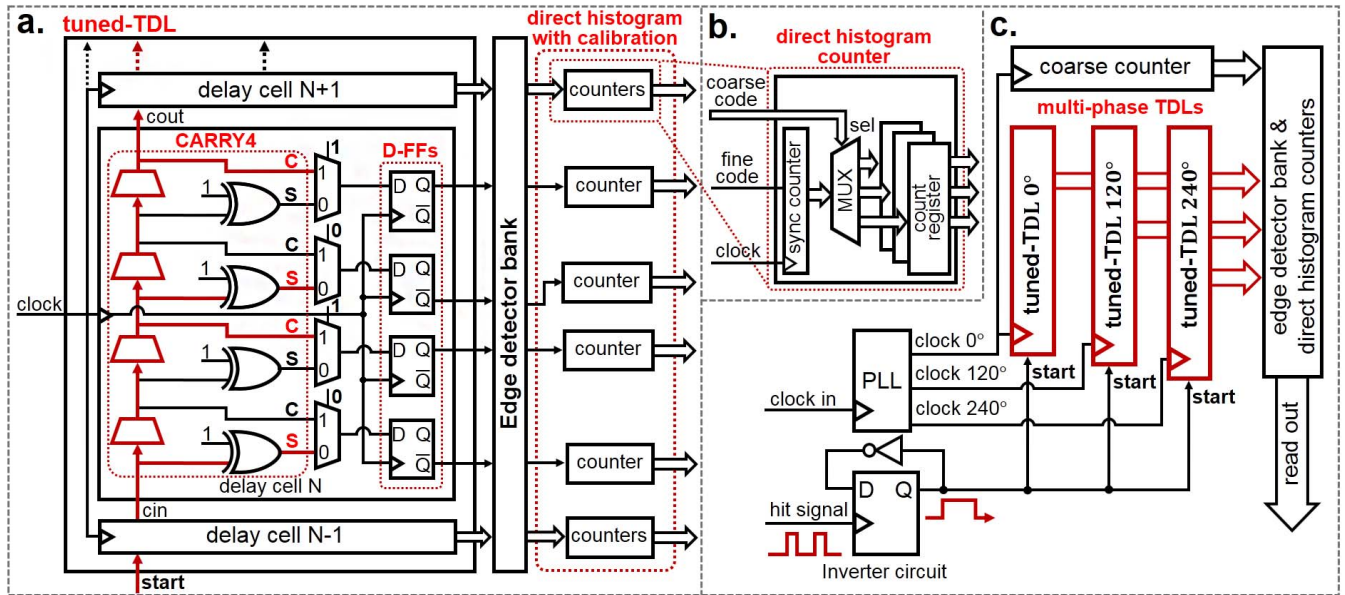 a.
tuned-TDL
delay cell N+1
cout
CARRY4
D-FFs
C
1
1
1
S
0
D Q
Q̅
0
C
1
1
S
0
D Q
Q̅
clock
1
C
1
1
S
0
D Q
Q̅
0
C
1
1
S
0
D Q
Q̅
delay cell N
cin
delay cell N-1
start
Edge detector bank
direct histogram
with calibration
counters
counter
counter
counter
counter
counters
b.
direct histogram
counter
coarse
code
sel
fine
code
clock
sync counter
MUX
count
register
c.
coarse counter
multi-phase TDLs
tuned-TDL 0°
tuned-TDL 120°
tuned-TDL 240°
edge detector bank &
direct histogram counters
clock 0°
PLL
clock 120°
clock in
clock 240°
start
start
start
D Q
hit signal
Inverter circuit
read out